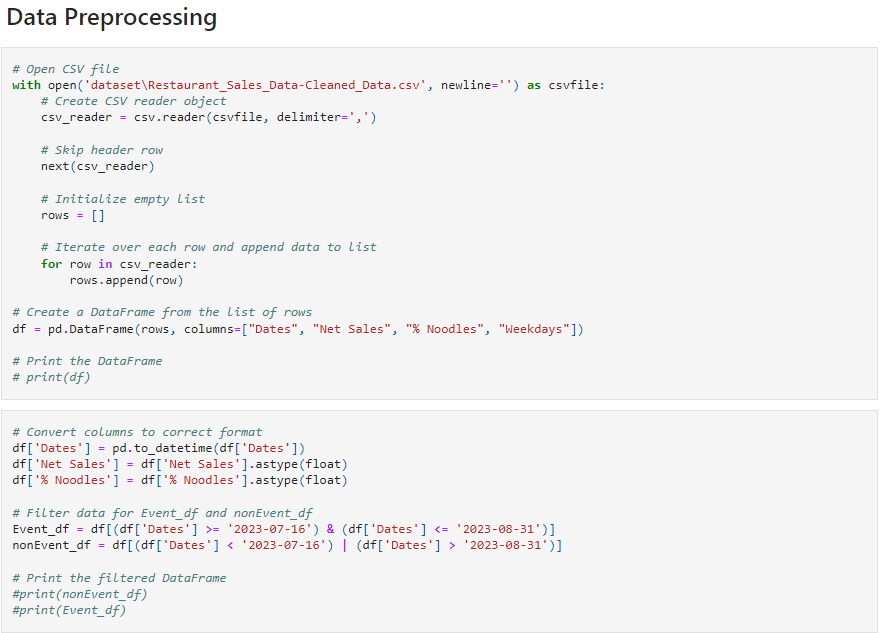 Data Preprocessing
# Open CSV file
with open('dataset\Restaurant_Sales_Data-Cleaned_Data.csv', newline='') as csvfile:
    # Create CSV reader object
    csv_reader = csv.reader(csvfile, delimiter=',')

    # Skip header row
    next(csv_reader)

    # Initialize empty list
    rows = []

    # Iterate over each row and append data to list
    for row in csv_reader:
        rows.append(row)

# Create a DataFrame from the list of rows
df = pd.DataFrame(rows, columns=["Dates", "Net Sales", "% Noodles", "Weekdays"])

# Print the DataFrame
# print(df)

# Convert columns to correct format
df['Dates'] = pd.to_datetime(df['Dates'])
df['Net Sales'] = df['Net Sales'].astype(float)
df['% Noodles'] = df['% Noodles'].astype(float)

# Filter data for Event_df and nonEvent_df
Event_df = df[(df['Dates'] >= '2023-07-16') & (df['Dates'] <= '2023-08-31')]
nonEvent_df = df[(df['Dates'] < '2023-07-16') | (df['Dates'] > '2023-08-31')]

# Print the filtered DataFrame
#print(nonEvent_df)
#print(Event_df)